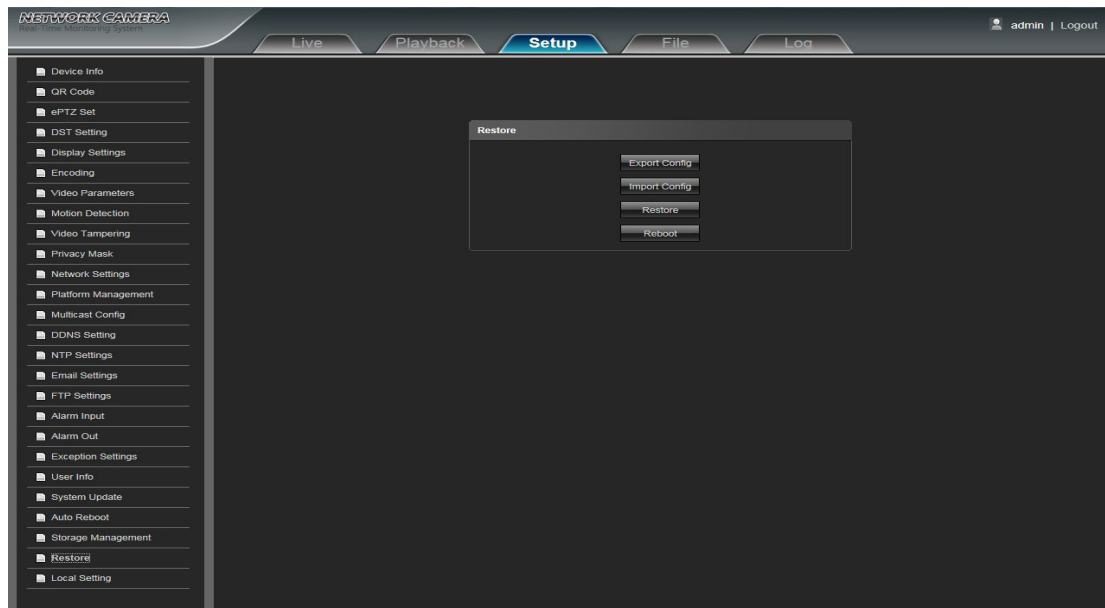 NETWORK CAMERA
Real-Time Monitoring System
admin | Logout
Live Playback Setup File Log
Device Info
QR Code
ePTZ Set
DST Setting
Display Settings
Encoding
Video Parameters
Motion Detection
Video Tampering
Privacy Mask
Network Settings
Platform Management
Multicast Config
DDNS Setting
NTP Settings
Email Settings
FTP Settings
Alarm Input
Alarm Out
Exception Settings
User Info
System Update
Auto Reboot
Storage Management
Restore
Local Setting
Restore
Export Config
Import Config
Restore
Reboot